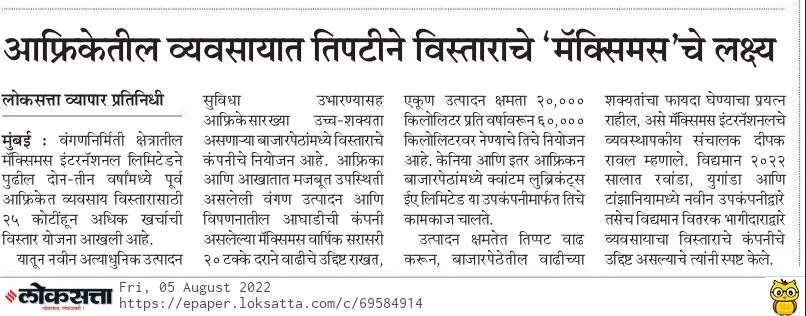 आफ्रिकेतील व्यवसायात तिपटीने विस्ताराचे ‘मॅक्सिमस’चे लक्ष्य
लोकसत्ता व्यापार प्रतिनिधी
मुंबई : वंगणनिर्मिती क्षेत्रातील
मॅक्सिमस इंटरनॅशनल लिमिटेडने
पुढील दोन-तीन वर्षांमध्ये पूर्व
आफ्रिकेत व्यवसाय विस्तारासाठी
२५ कोटींहून अधिक खर्चाची
विस्तार योजना आखली आहे.
यातून नवीन अत्याधुनिक उत्पादन
सुविधा उभारण्यासह
आफ्रिकेसारख्या उच्च-शक्यता
असणाऱ्या बाजारपेठांमध्ये विस्ताराचे
कंपनीचे नियोजन आहे. आफ्रिका
आणि आखातात मजबूत उपस्थिती
असलेली वंगण उत्पादन आणि
विपणनातील आघाडीची कंपनी
असलेल्या मॅक्सिमस वार्षिक सरासरी
२० टक्के दराने वाढीचे उद्दिष्ट राखत,
एकूण उत्पादन क्षमता २०,०००
किलोलिटर प्रति वर्षावरून ६०,०००
किलोलिटरवर नेण्याचे तिचे नियोजन
आहे. केनिया आणि इतर आफ्रिकन
बाजारपेठांमध्ये क्वांटम लुब्रिकंट्स
ईए लिमिटेड या उपकंपनीमार्फत तिचे
कामकाज चालते.
उत्पादन क्षमतेत तिप्पट वाढ
करून, बाजारपेठेतील वाढीच्या
शक्यतांचा फायदा घेण्याचा प्रयत्न
राहील, असे मॅक्सिमस इंटरनॅशनलचे
व्यवस्थापकीय संचालक दीपक
रावल म्हणाले. विद्यमान २०२२
सालात रवांडा, युगांडा आणि
टांझानियामध्ये नवीन उपकंपनीद्वारे
तसेच विद्यमान वितरक भागीदाराद्वारे
व्यवसायाचा विस्ताराचे कंपनीचे
उद्दिष्ट असल्याचे त्यांनी स्पष्ट केले.
लोकसत्ता
Fri, 05 August 2022
https://epaper.loksatta.com/c/69584914